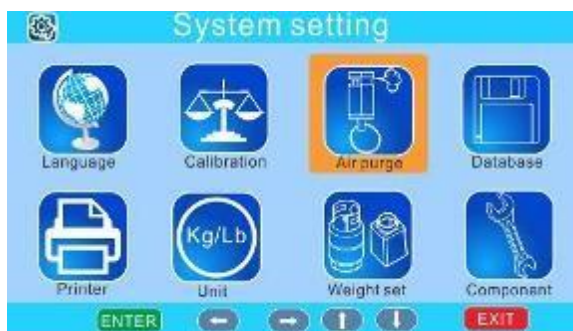 System setting
Language Calibration Air purge Database
Kg/Lb
Printer Unit Weight set Component
ENTER EXIT